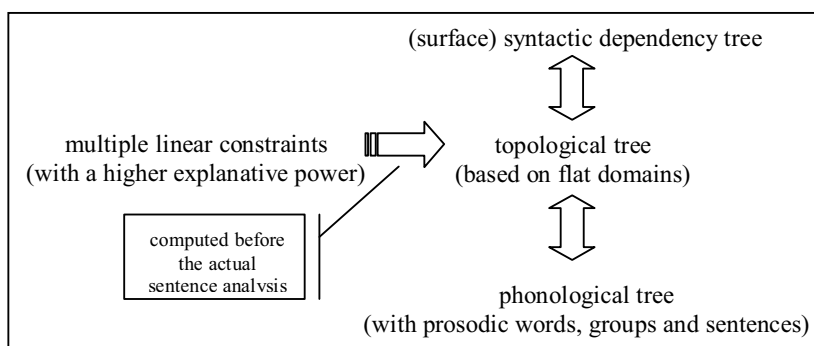 (surface) syntactic dependency tree
multiple linear constraints
(with a higher explanative power)
topological tree
(based on flat domains)
computed before
the actual
sentence analysis
phonological tree
(with prosodic words, groups and sentences)